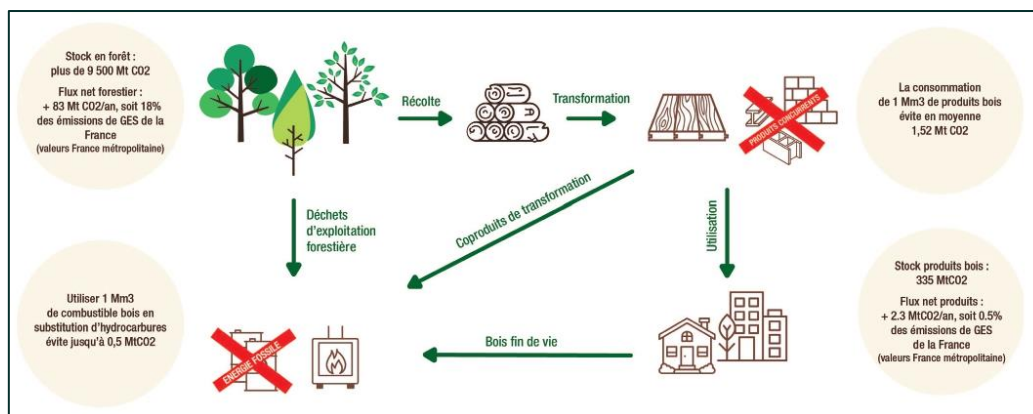 Stock en forêt :
plus de 9 500 Mt CO2
Flux net forestier :
+ 83 Mt CO2/an, soit 18%
des émissions de GES de la
France
(valeurs France métropolitaine)
Récolte
Transformation
PRODUITS CONCURRENTS
La consommation
de 1 Mm3 de produits bois
évite en moyenne
1,52 Mt CO2
Déchets
d'exploitation
forestière
Coproduits de transformation
Utilisation
Utiliser 1 Mm3
de combustible bois en
substitution d'hydrocarbures
évite jusqu'à 0,5 MtCO2
ENERGIE FOSSILE
Bois fin de vie
Stock produits bois :
335 MtCO2
Flux net produits :
+ 2.3 MtCO2/an, soit 0.5%
des émissions de GES
de la France
(valeurs France métropolitaine)